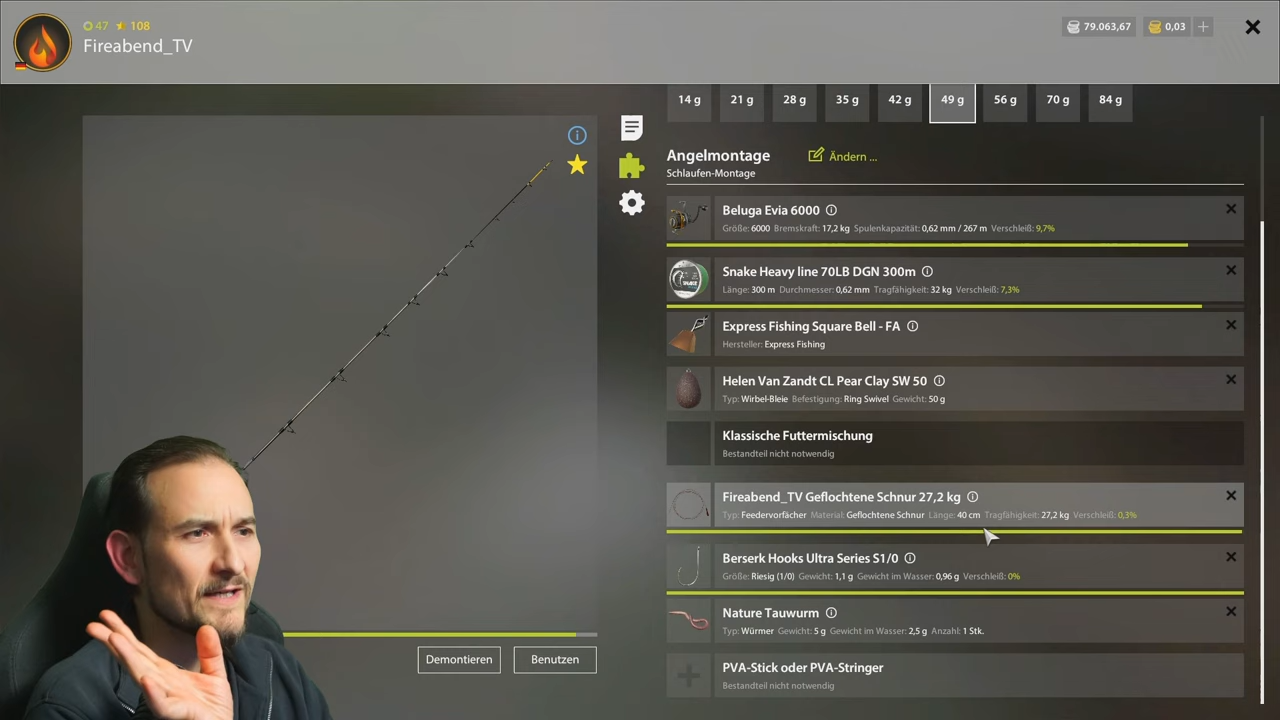 47 108
Fireabend_TV
79.063,67 0,03
14 g 21 g 28 g 35 g 42 g 49 g 56 g 70 g 84 g
Angelmontage Ändern ...
Schlaufen-Montage
Beluga Evia 6000
Größe: 6000 Bremskraft: 17,2 kg Spulenkapazität: 0,62 mm / 267 m Verschleiß: 9,7%
Snake Heavy line 70LB DGN 300m
Länge: 300 m Durchmesser: 0,62 mm Tragfähigkeit: 32 kg Verschleiß: 7,3%
Express Fishing Square Bell - FA
Hersteller: Express Fishing
Helen Van Zandt CL Pear Clay SW 50
Typ: Wirbel-Bleie Befestigung: Ring Swivel Gewicht: 50 g
Klassische Futtermischung
Bestandteil nicht notwendig
Fireabend_TV Geflochtene Schnur 27,2 kg
Typ: Feedervorfächer Material: Geflochtene Schnur Länge: 40 cm Tragfähigkeit: 27,2 kg Verschleiß: 0,3%
Berserk Hooks Ultra Series S1/0
Größe: Riesig (1/0) Gewicht: 1,1 g Gewicht im Wasser: 0,96 g Verschleiß: 0%
Nature Tauwurm
Typ: Würmer Gewicht: 5 g Gewicht im Wasser: 2,5 g Anzahl: 1 Stk.
PVA-Stick oder PVA-Stringer
Bestandteil nicht notwendig
Demontieren Benutzen